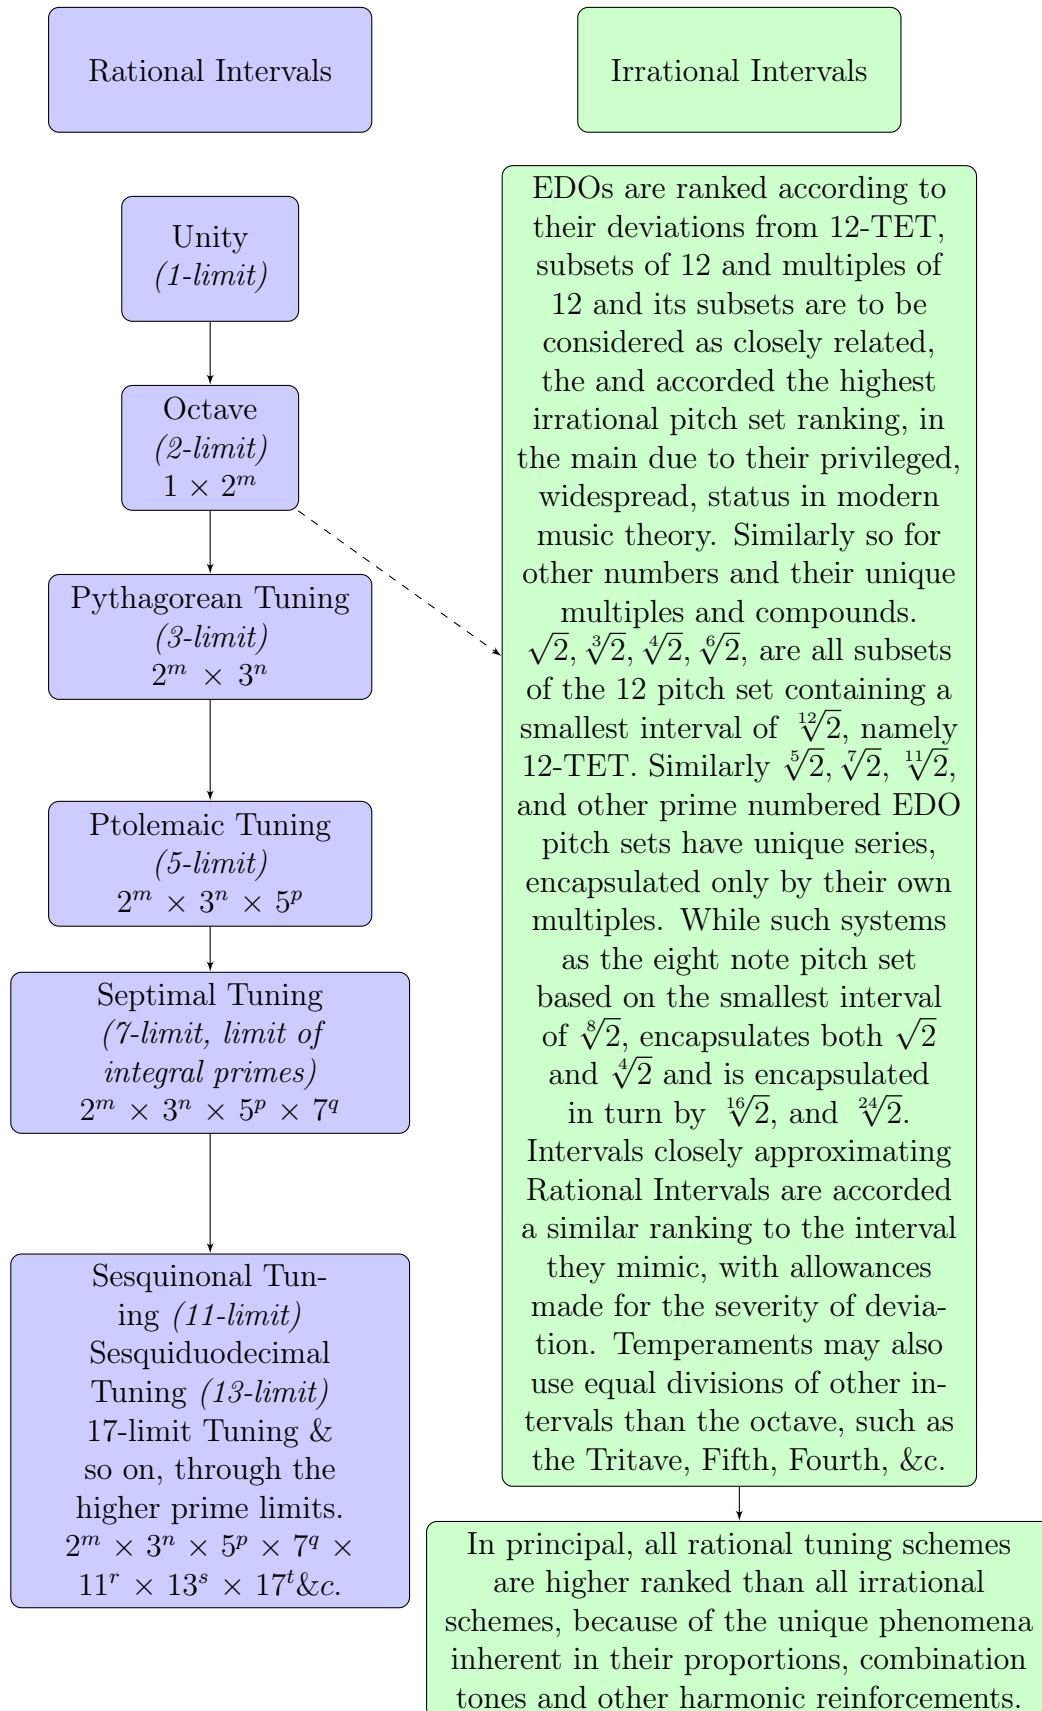 Rational Intervals
Irrational Intervals
Unity
(1-limit)
Octave
(2-limit)
1 × 2^m
Pythagorean Tuning
(3-limit)
2^m × 3^n
Ptolemaic Tuning
(5-limit)
2^m × 3^n × 5^p
Septimal Tuning
(7-limit, limit of
integral primes)
2^m × 3^n × 5^p × 7^q
Sesquinonal Tun-
ing (11-limit)
Sesquiduodecimal
Tuning (13-limit)
17-limit Tuning &
so on, through the
higher prime limits.
2^m × 3^n × 5^p × 7^q ×
11^r × 13^s × 17^t&c.
EDOs are ranked according to
their deviations from 12-TET,
subsets of 12 and multiples of
12 and its subsets are to be
considered as closely related,
the and accorded the highest
irrational pitch set ranking, in
the main due to their privileged,
widespread, status in modern
music theory. Similarly so for
other numbers and their unique
multiples and compounds.
√2, ∛2, ∜2, ⁶√2, are all subsets
of the 12 pitch set containing a
smallest interval of ¹²√2, namely
12-TET. Similarly ⁵√2, ⁷√2, ¹¹√2,
and other prime numbered EDO
pitch sets have unique series,
encapsulated only by their own
multiples. While such systems
as the eight note pitch set
based on the smallest interval
of ⁸√2, encapsulates both √2
and ∜2 and is encapsulated
in turn by ¹⁶√2, and ²⁴√2.
Intervals closely approximating
Rational Intervals are accorded
a similar ranking to the interval
they mimic, with allowances
made for the severity of devia-
tion. Temperaments may also
use equal divisions of other in-
tervals than the octave, such as
the Tritave, Fifth, Fourth, &c.
In principal, all rational tuning schemes
are higher ranked than all irrational
schemes, because of the unique phenomena
inherent in their proportions, combination
tones and other harmonic reinforcements.